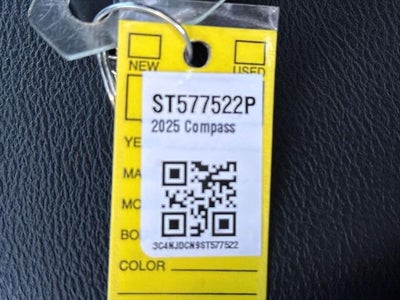 NEW USED
ST577522P
2025 Compass
YE
MA
MO
BO
3C4NJDCN9ST577522
COLOR